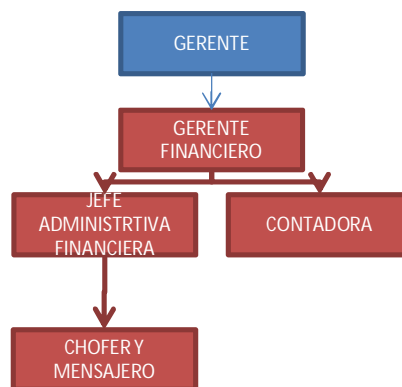 GERENTE
GERENTE
FINANCIERO
JEFE
ADMINISTRTIVA
FINANCIERA
CONTADORA
CHOFER Y
MENSAJERO